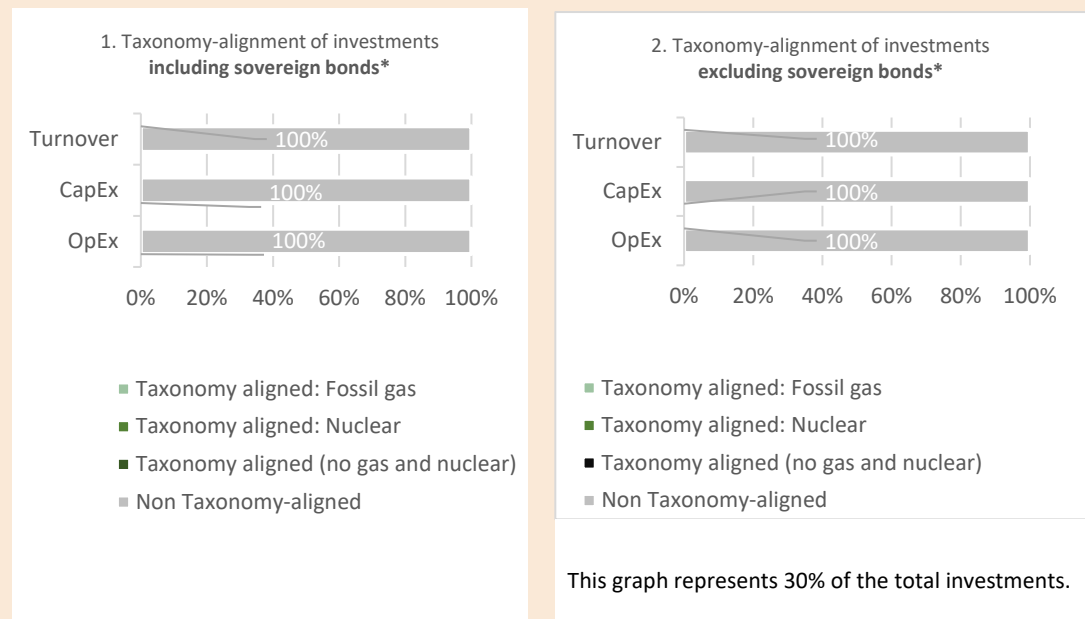 1. Taxonomy-alignment of investments
including sovereign bonds*
Turnover
100%
CapEx
100%
OpEx
100%
0% 20% 40% 60% 80% 100%
Taxonomy aligned: Fossil gas
Taxonomy aligned: Nuclear
Taxonomy aligned (no gas and nuclear)
Non Taxonomy-aligned
2. Taxonomy-alignment of investments
excluding sovereign bonds*
Turnover
100%
CapEx
100%
OpEx
100%
0% 20% 40% 60% 80% 100%
Taxonomy aligned: Fossil gas
Taxonomy aligned: Nuclear
Taxonomy aligned (no gas and nuclear)
Non Taxonomy-aligned
This graph represents 30% of the total investments.